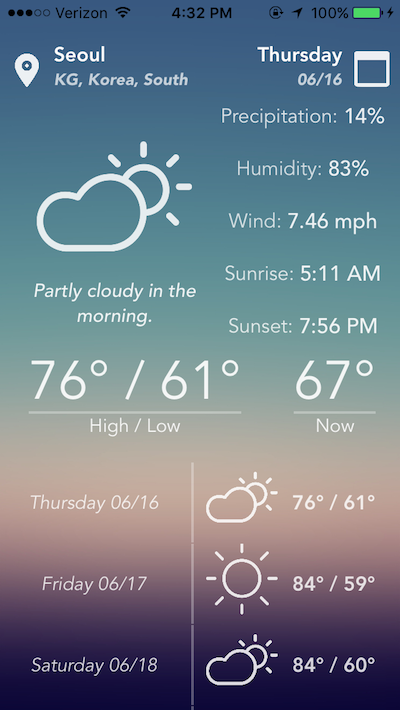 Verizon 4:32 PM 100%
Seoul
KG, Korea, South
Thursday
06/16
Precipitation: 14%
Humidity: 83%
Wind: 7.46 mph
Sunrise: 5:11 AM
Sunset: 7:56 PM
Partly cloudy in the
morning.
76° / 61°
High / Low
67°
Now
Thursday 06/16 76° / 61°
Friday 06/17 84° / 59°
Saturday 06/18 84° / 60°